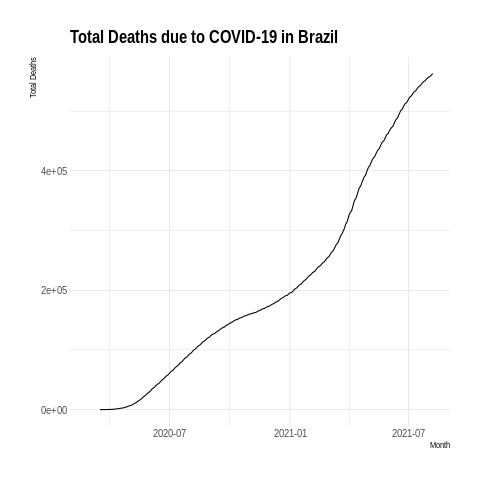 Total Deaths due to COVID-19 in Brazil
Total Deaths
4e+05
2e+05
0e+00
2020-07
2021-01
2021-07
Month